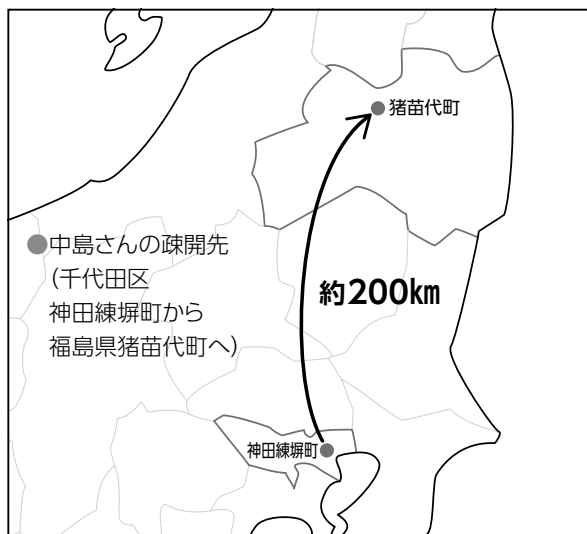 猪苗代町
●中島さんの疎開先
(千代田区
神田練塀町から
福島県猪苗代町へ)
約200km
神田練塀町